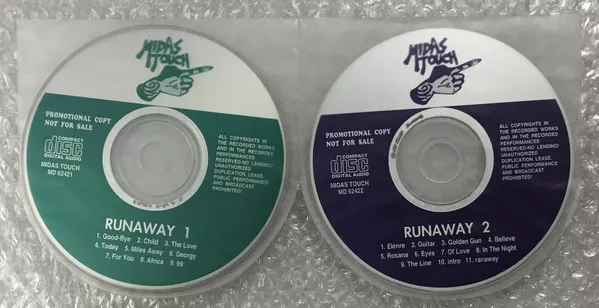 MIDAS
TOUCH
PROMOTIONAL COPY
NOT FOR SALE
COMPACT
disc
DIGITAL AUDIO
MIDAS TOUCH
MD 62421
ALL COPYRIGHTS IN
THE RECORDED WORKS
AND IN THE RECORDED
PERFORMANCES
RESERVED-NO LENDING!
UNAUTHORIZED
DUPLICATION LEASE,
PUBLIC PERFORMANCE
AND BROADCAST
PROHIBITED!
RUNAWAY 1
1. Good-Bye 2. Child 3. The Love
4. Today 5. Miles Away 6. Georgy
7. For You 8. Africa 9. 99
MIDAS
TOUCH
PROMOTIONAL COPY
NOT FOR SALE
COMPACT
disc
DIGITAL AUDIO
MIDAS TOUCH
MD 62422
ALL COPYRIGHTS IN
THE RECORDED WORKS
AND IN THE RECORDED
PERFORMANCES
RESERVED-NO LENDING!
UNAUTHORIZED
DUPLICATION LEASE,
PUBLIC PERFORMANCE
AND BROADCAST
PROHIBITED!
RUNAWAY 2
1. Elenre 2. Guitar 3. Golden Gun 4. Believe
5. Rosana 6. Eyes 7. Of Love 8. In The Night
9. The Line 10. intro 11. ranaway